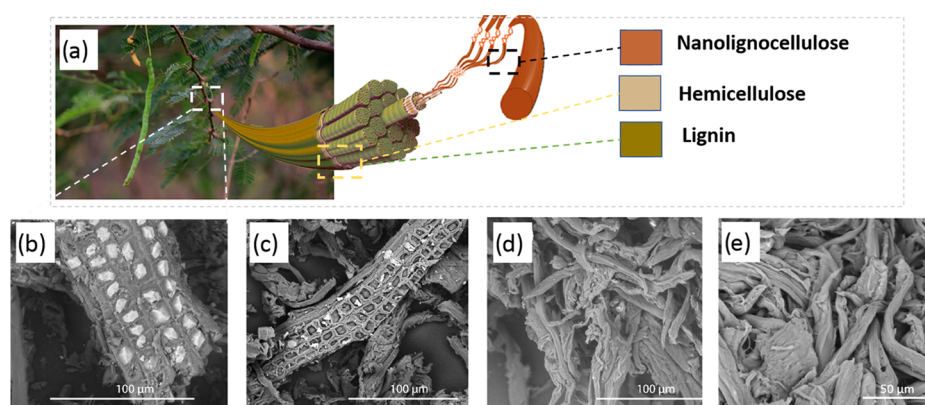 (a)
Nanolignocellulose
Hemicellulose
Lignin
(b)
(c)
(d)
(e)
100 µm
100 µm
100 µm
50 µm